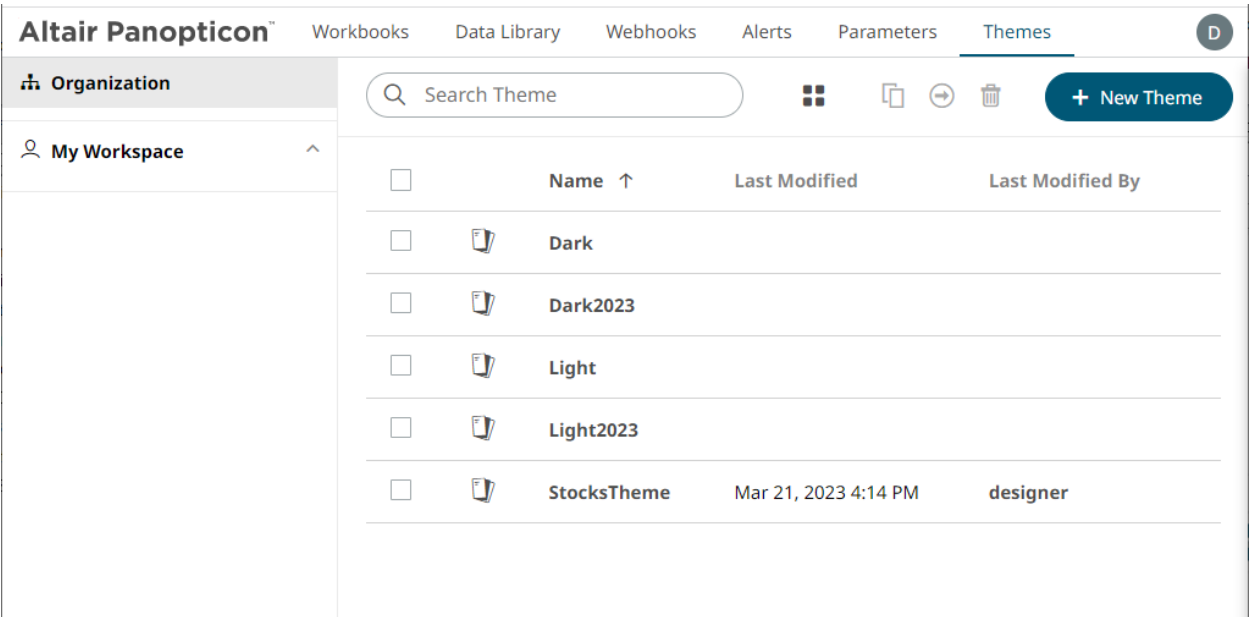 Altair Panopticon™ Workbooks Data Library Webhooks Alerts Parameters Themes D
Organization
Search Theme
+ New Theme
My Workspace
Name ↑ Last Modified Last Modified By
Dark
Dark2023
Light
Light2023
StocksTheme Mar 21, 2023 4:14 PM designer